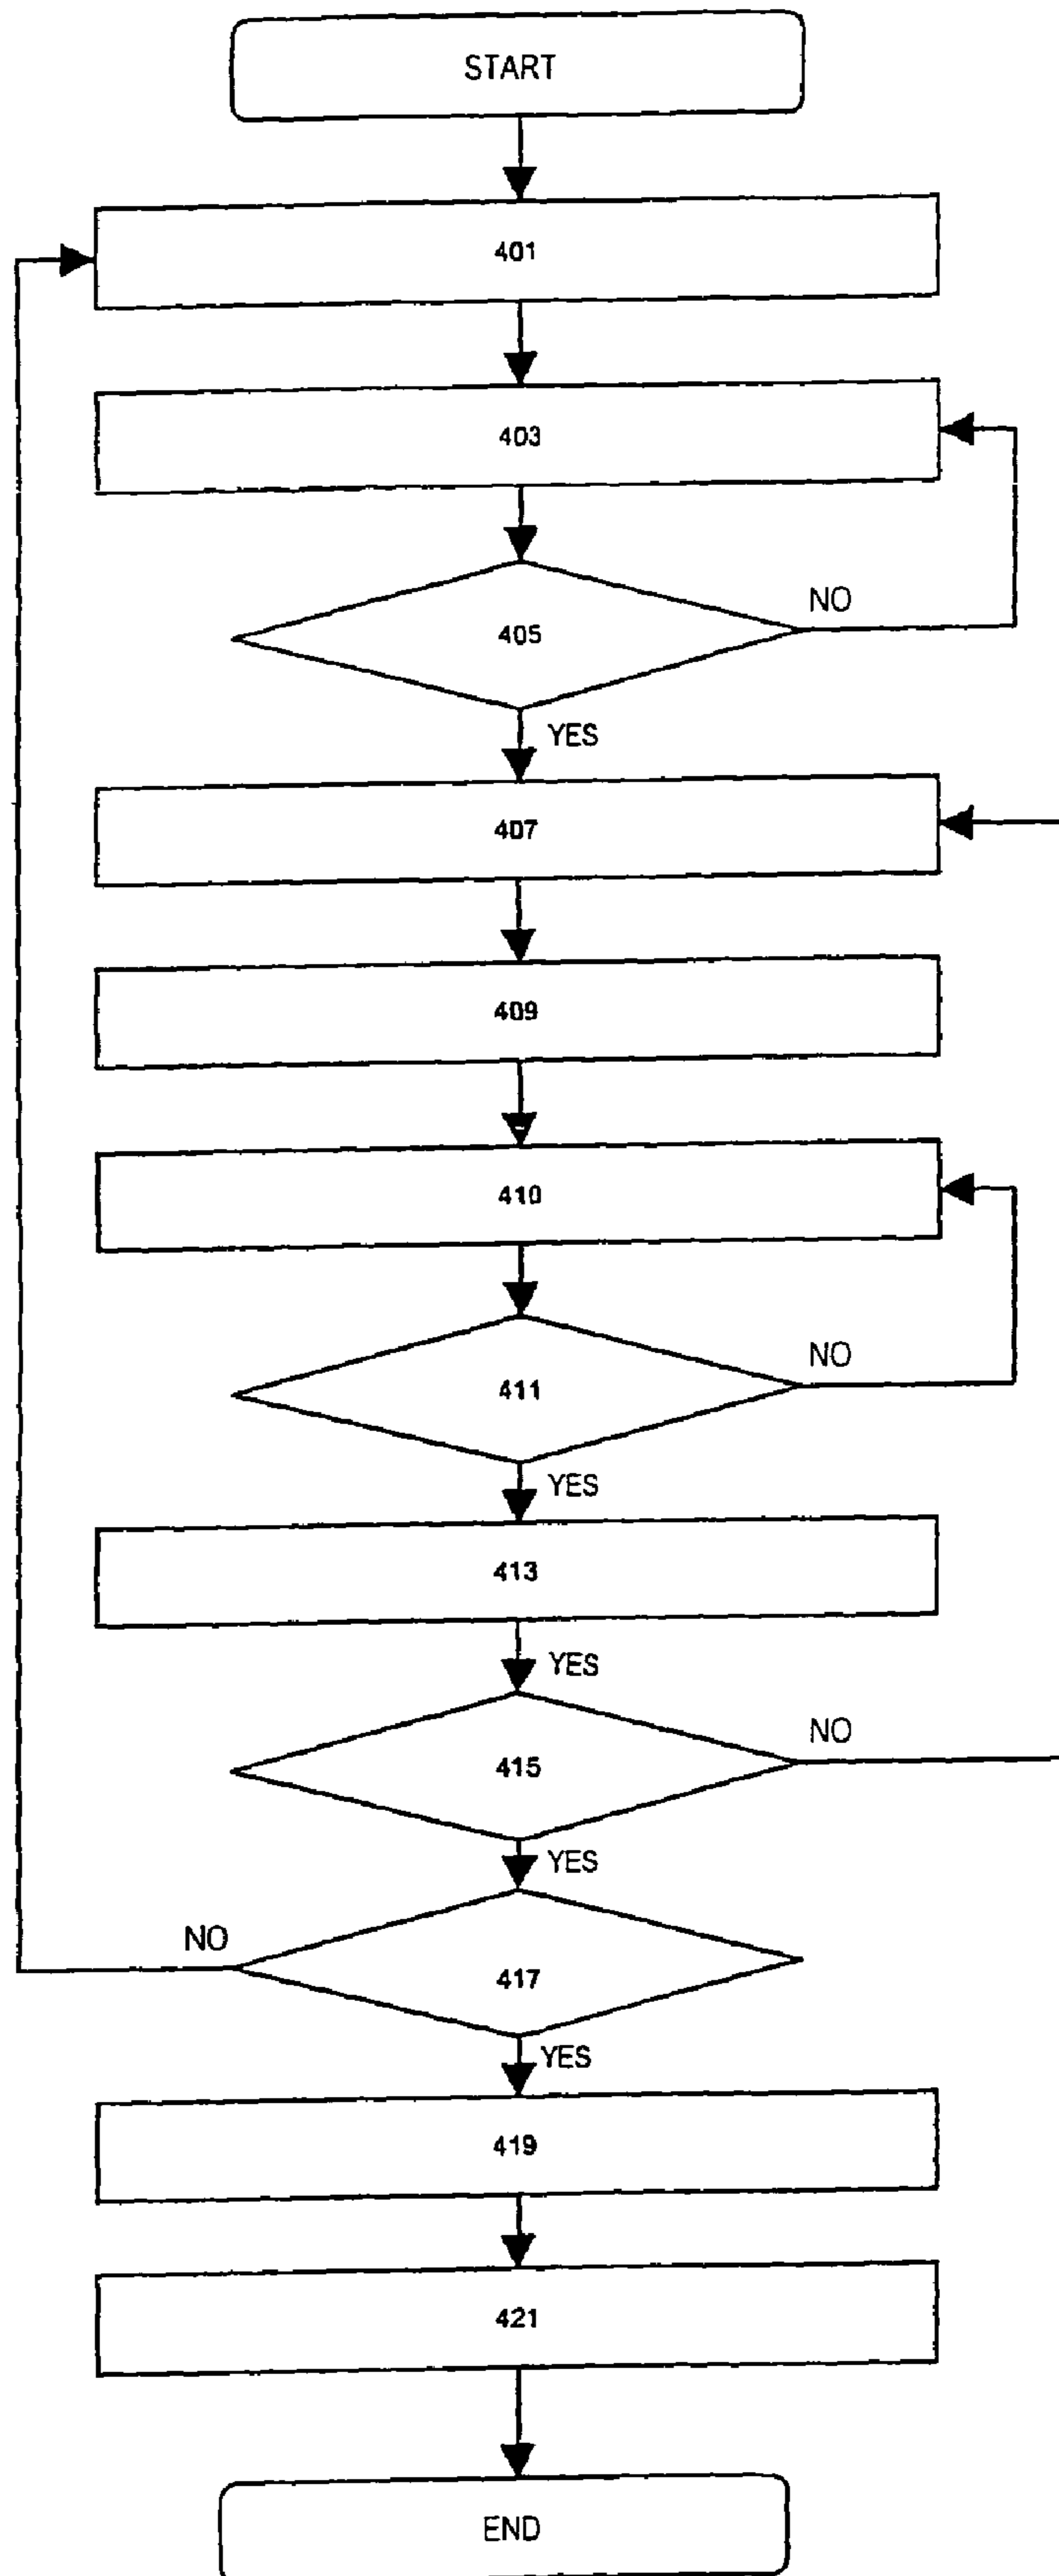 START
401
403
405
NO
YES
407
409
410
411
NO
YES
413
YES
415
NO
YES
417
NO
YES
419
421
END